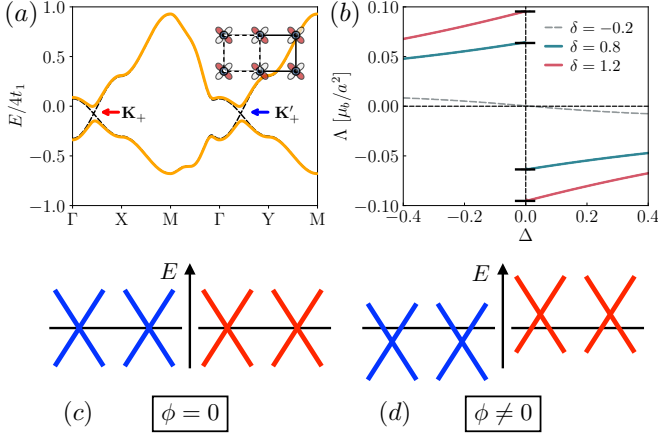 (a)
E/4t₁
1.0
0.5
0.0
−0.5
−1.0
Γ X M Γ Y M
K₊
K′₊
(b)
Λ [μ_b/a²]
0.10
0.05
0.00
−0.05
−0.10
−0.4 −0.2 0.0 0.2 0.4
Δ
δ = −0.2
δ = 0.8
δ = 1.2
E
E
(c)
ϕ = 0
(d)
ϕ ≠ 0